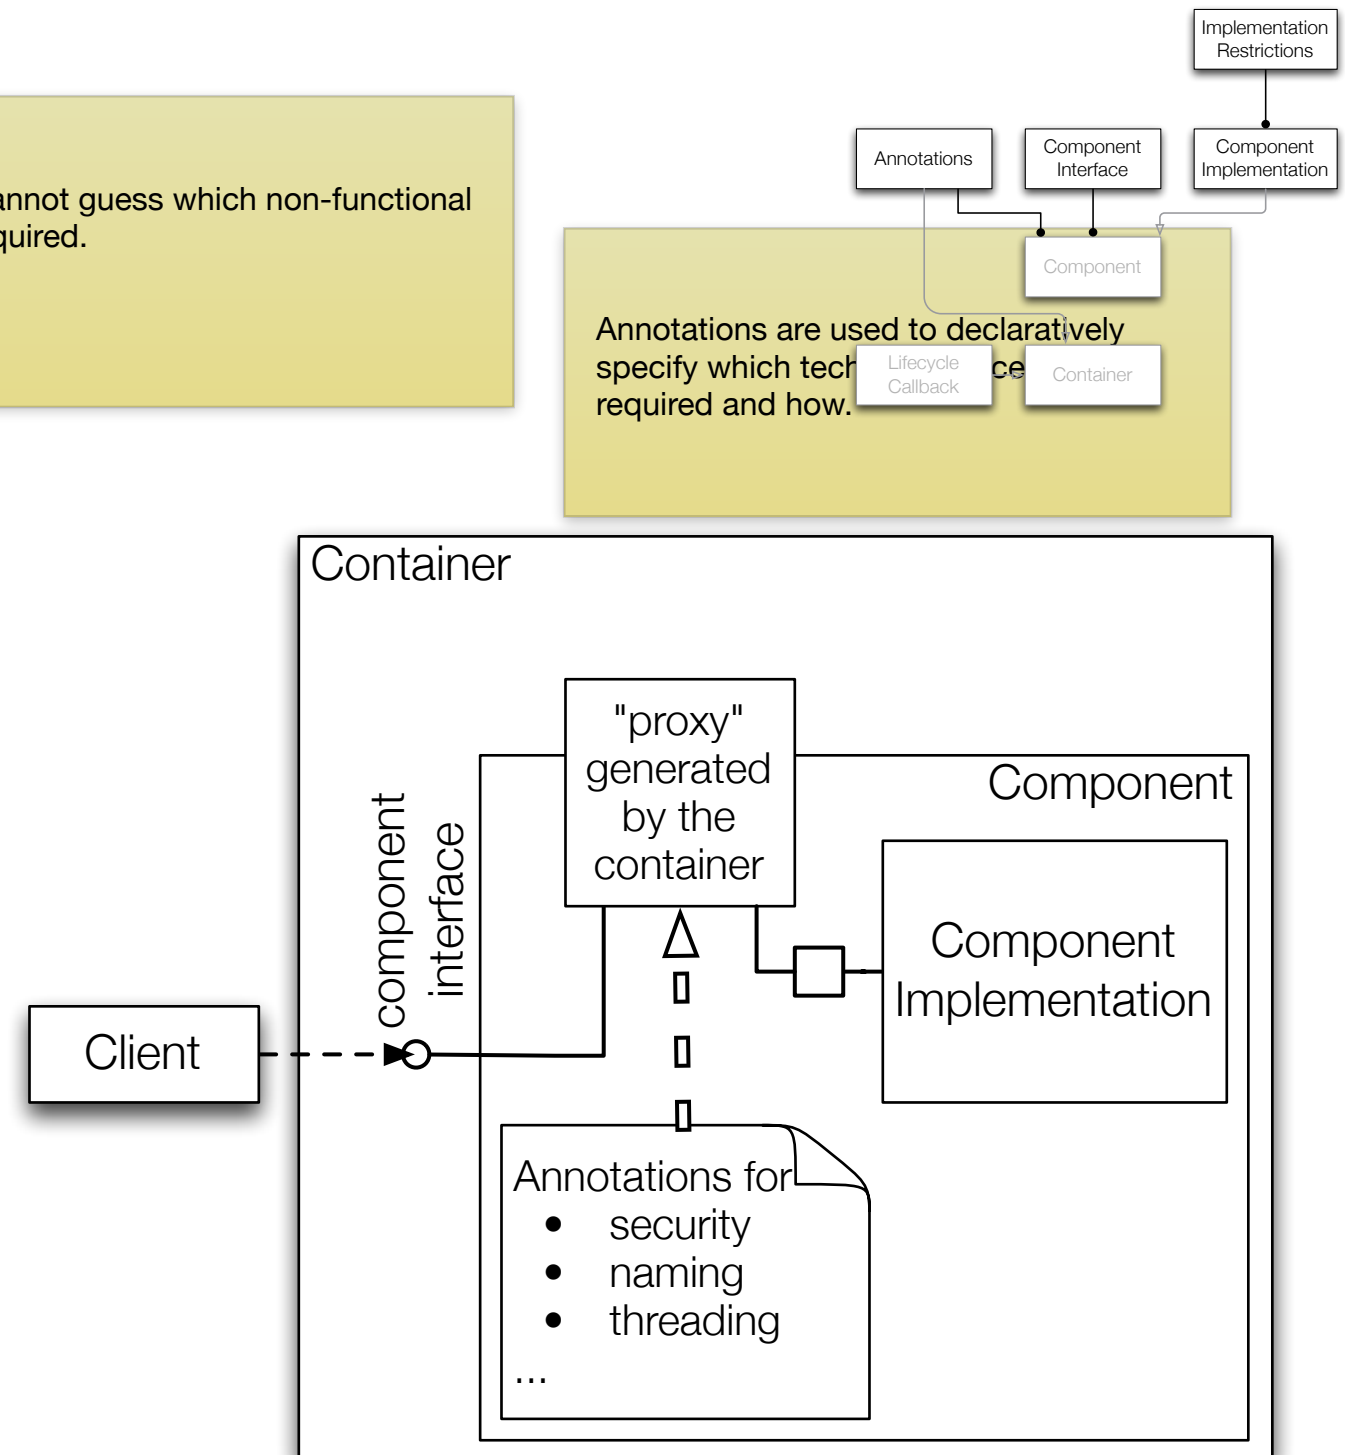 Implementation
Restrictions
Annotations
Component
Interface
Component
Implementation
annot guess which non-functional
quired.
Component
Annotations are used to declaratively
specify which tech
ce
required and how.
Lifecycle
Callback
Container
Container
"proxy"
generated
by the
container
Component
component
interface
Component
Implementation
Client
Annotations for
• security
• naming
• threading
...